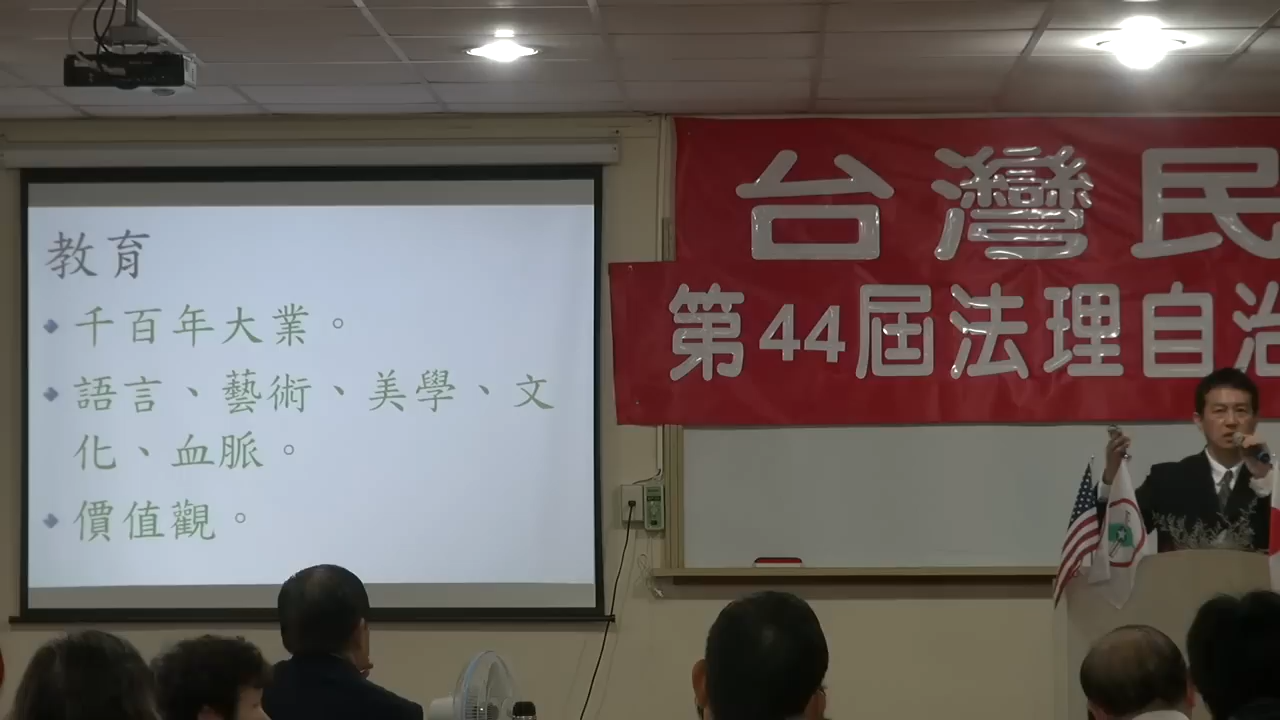 教育
千百年大業。
語言、藝術、美學、文
化、血脈。
價值觀。
台灣民
第44屆法理自治